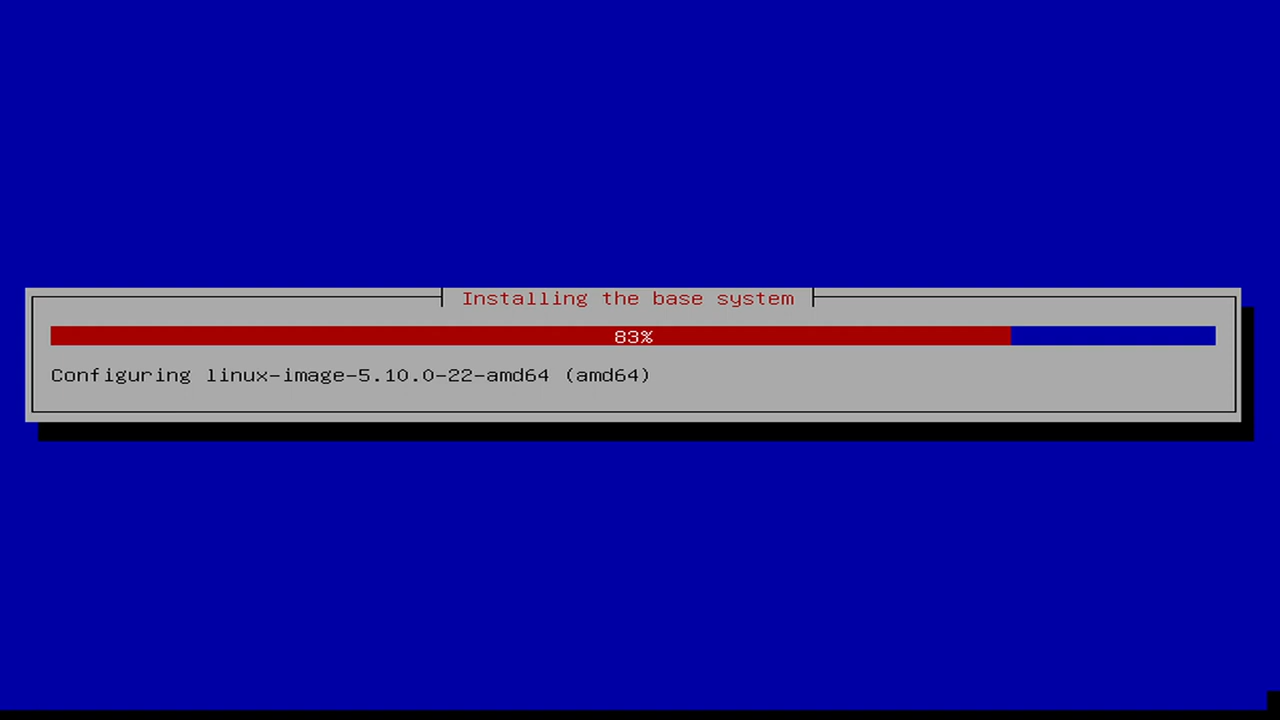 Installing the base system
83%
Configuring linux-image-5.10.0-22-amd64 (amd64)